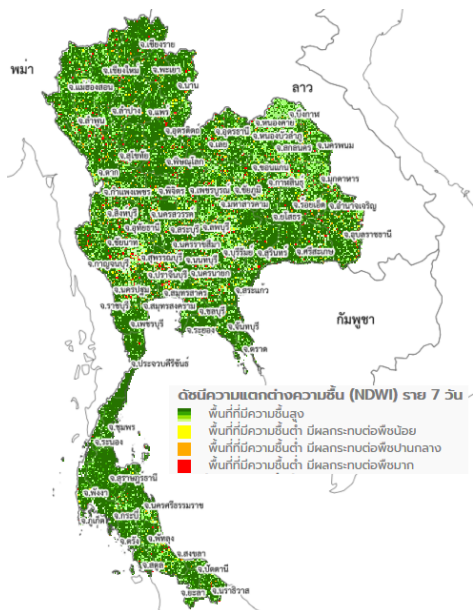 จ.เชียงราย
พม่า
จ.เชียงใหม่ จ.พะเยา
จ.แม่ฮ่องสอน จ.น่าน
ลาว
จ.ลำปาง จ.แพร่
จ.บึงกาฬ
จ.ลำพูน
จ.หนองคาย
จ.อุตรดิตถ์ จ.อุดรธานี
จ.หนองบัวลำภู
จ.เลย จ.สกลนคร จ.นครพนม
จ.สุโขทัย
จ.พิษณุโลก
จ.ขอนแก่น
จ.ตาก จ.กาฬสินธุ์ จ.มุกดาหาร
จ.กำแพงเพชร จ.พิจิตร จ.เพชรบูรณ์ จ.ชัยภูมิ
จ.มหาสารคาม จ.ร้อยเอ็ด จ.อำนาจเจริญ
จ.สิงห์บุรี จ.นครสวรรค์
จ.ยโสธร
จ.อุทัยธานี จ.สระบุรี จ.ลพบุรี
จ.อุบลราชธานี
จ.ชัยนาท จ.นครราชสีมา
จ.บุรีรัมย์ จ.สุรินทร์ จ.ศรีสะเกษ
จ.กาญจนบุรี จ.สุพรรณบุรี จ.นนทบุรี
จ.ปราจีนบุรี จ.นครนายก
จ.นครปฐม จ.สมุทรสาคร จ.สระแก้ว
จ.ราชบุรี จ.สมุทรสงคราม
จ.ชลบุรี
กัมพูชา
จ.เพชรบุรี จ.ระยอง จ.จันทบุรี
จ.ตราด
จ.ประจวบคีรีขันธ์
ดัชนีความแตกต่างความชื้น (NDWI) ราย 7 วัน
พื้นที่ที่มีความชื้นสูง
พื้นที่ที่มีความชื้นต่ำ มีผลกระทบต่อพืชน้อย
พื้นที่ที่มีความชื้นต่ำ มีผลกระทบต่อพืชปานกลาง
พื้นที่ที่มีความชื้นต่ำ มีผลกระทบต่อพืชมาก
จ.ชุมพร
จ.ระนอง
จ.สุราษฎร์ธานี
จ.พังงา
จ.นครศรีธรรมราช
จ.กระบี่
จ.ภูเก็ต
จ.ตรัง จ.พัทลุง
จ.สงขลา
จ.สตูล จ.ปัตตานี
จ.ยะลา จ.นราธิวาส